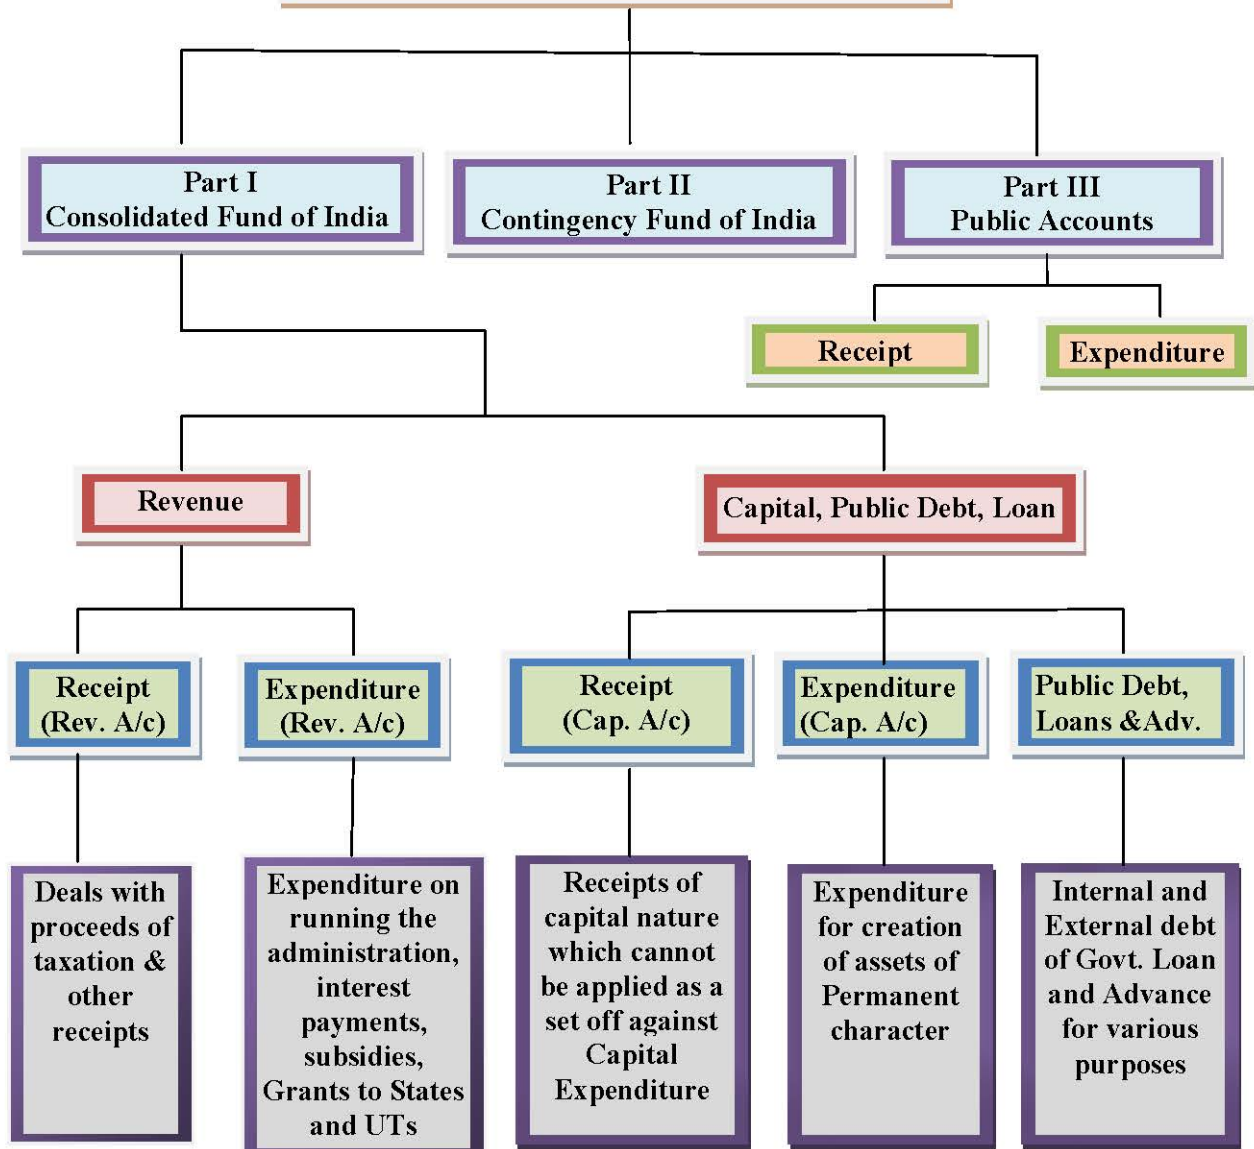 Part I
Consolidated Fund of India
Part II
Contingency Fund of India
Part III
Public Accounts
Receipt
Expenditure
Revenue
Capital, Public Debt, Loan
Receipt
(Rev. A/c)
Expenditure
(Rev. A/c)
Receipt
(Cap. A/c)
Expenditure
(Cap. A/c)
Public Debt,
Loans &Adv.
Deals with
proceeds of
taxation &
other
receipts
Expenditure on
running the
administration,
interest
payments,
subsidies,
Grants to States
and UTs
Receipts of
capital nature
which cannot
be applied as a
set off against
Capital
Expenditure
Expenditure
for creation
of assets of
Permanent
character
Internal and
External debt
of Govt. Loan
and Advance
for various
purposes